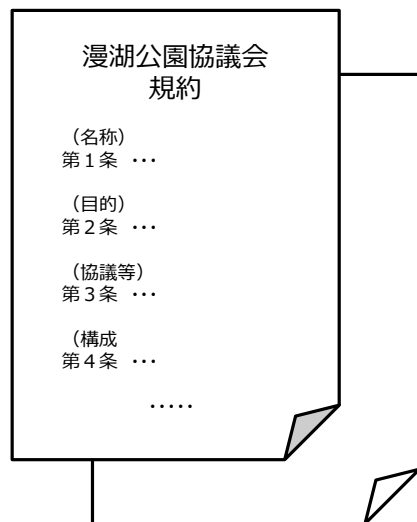 漫湖公園協議会
規約
（名称）
第１条 ･･･
（目的）
第２条 ･･･
（協議等）
第３条 ･･･
（構成
第４条 ･･･
･････